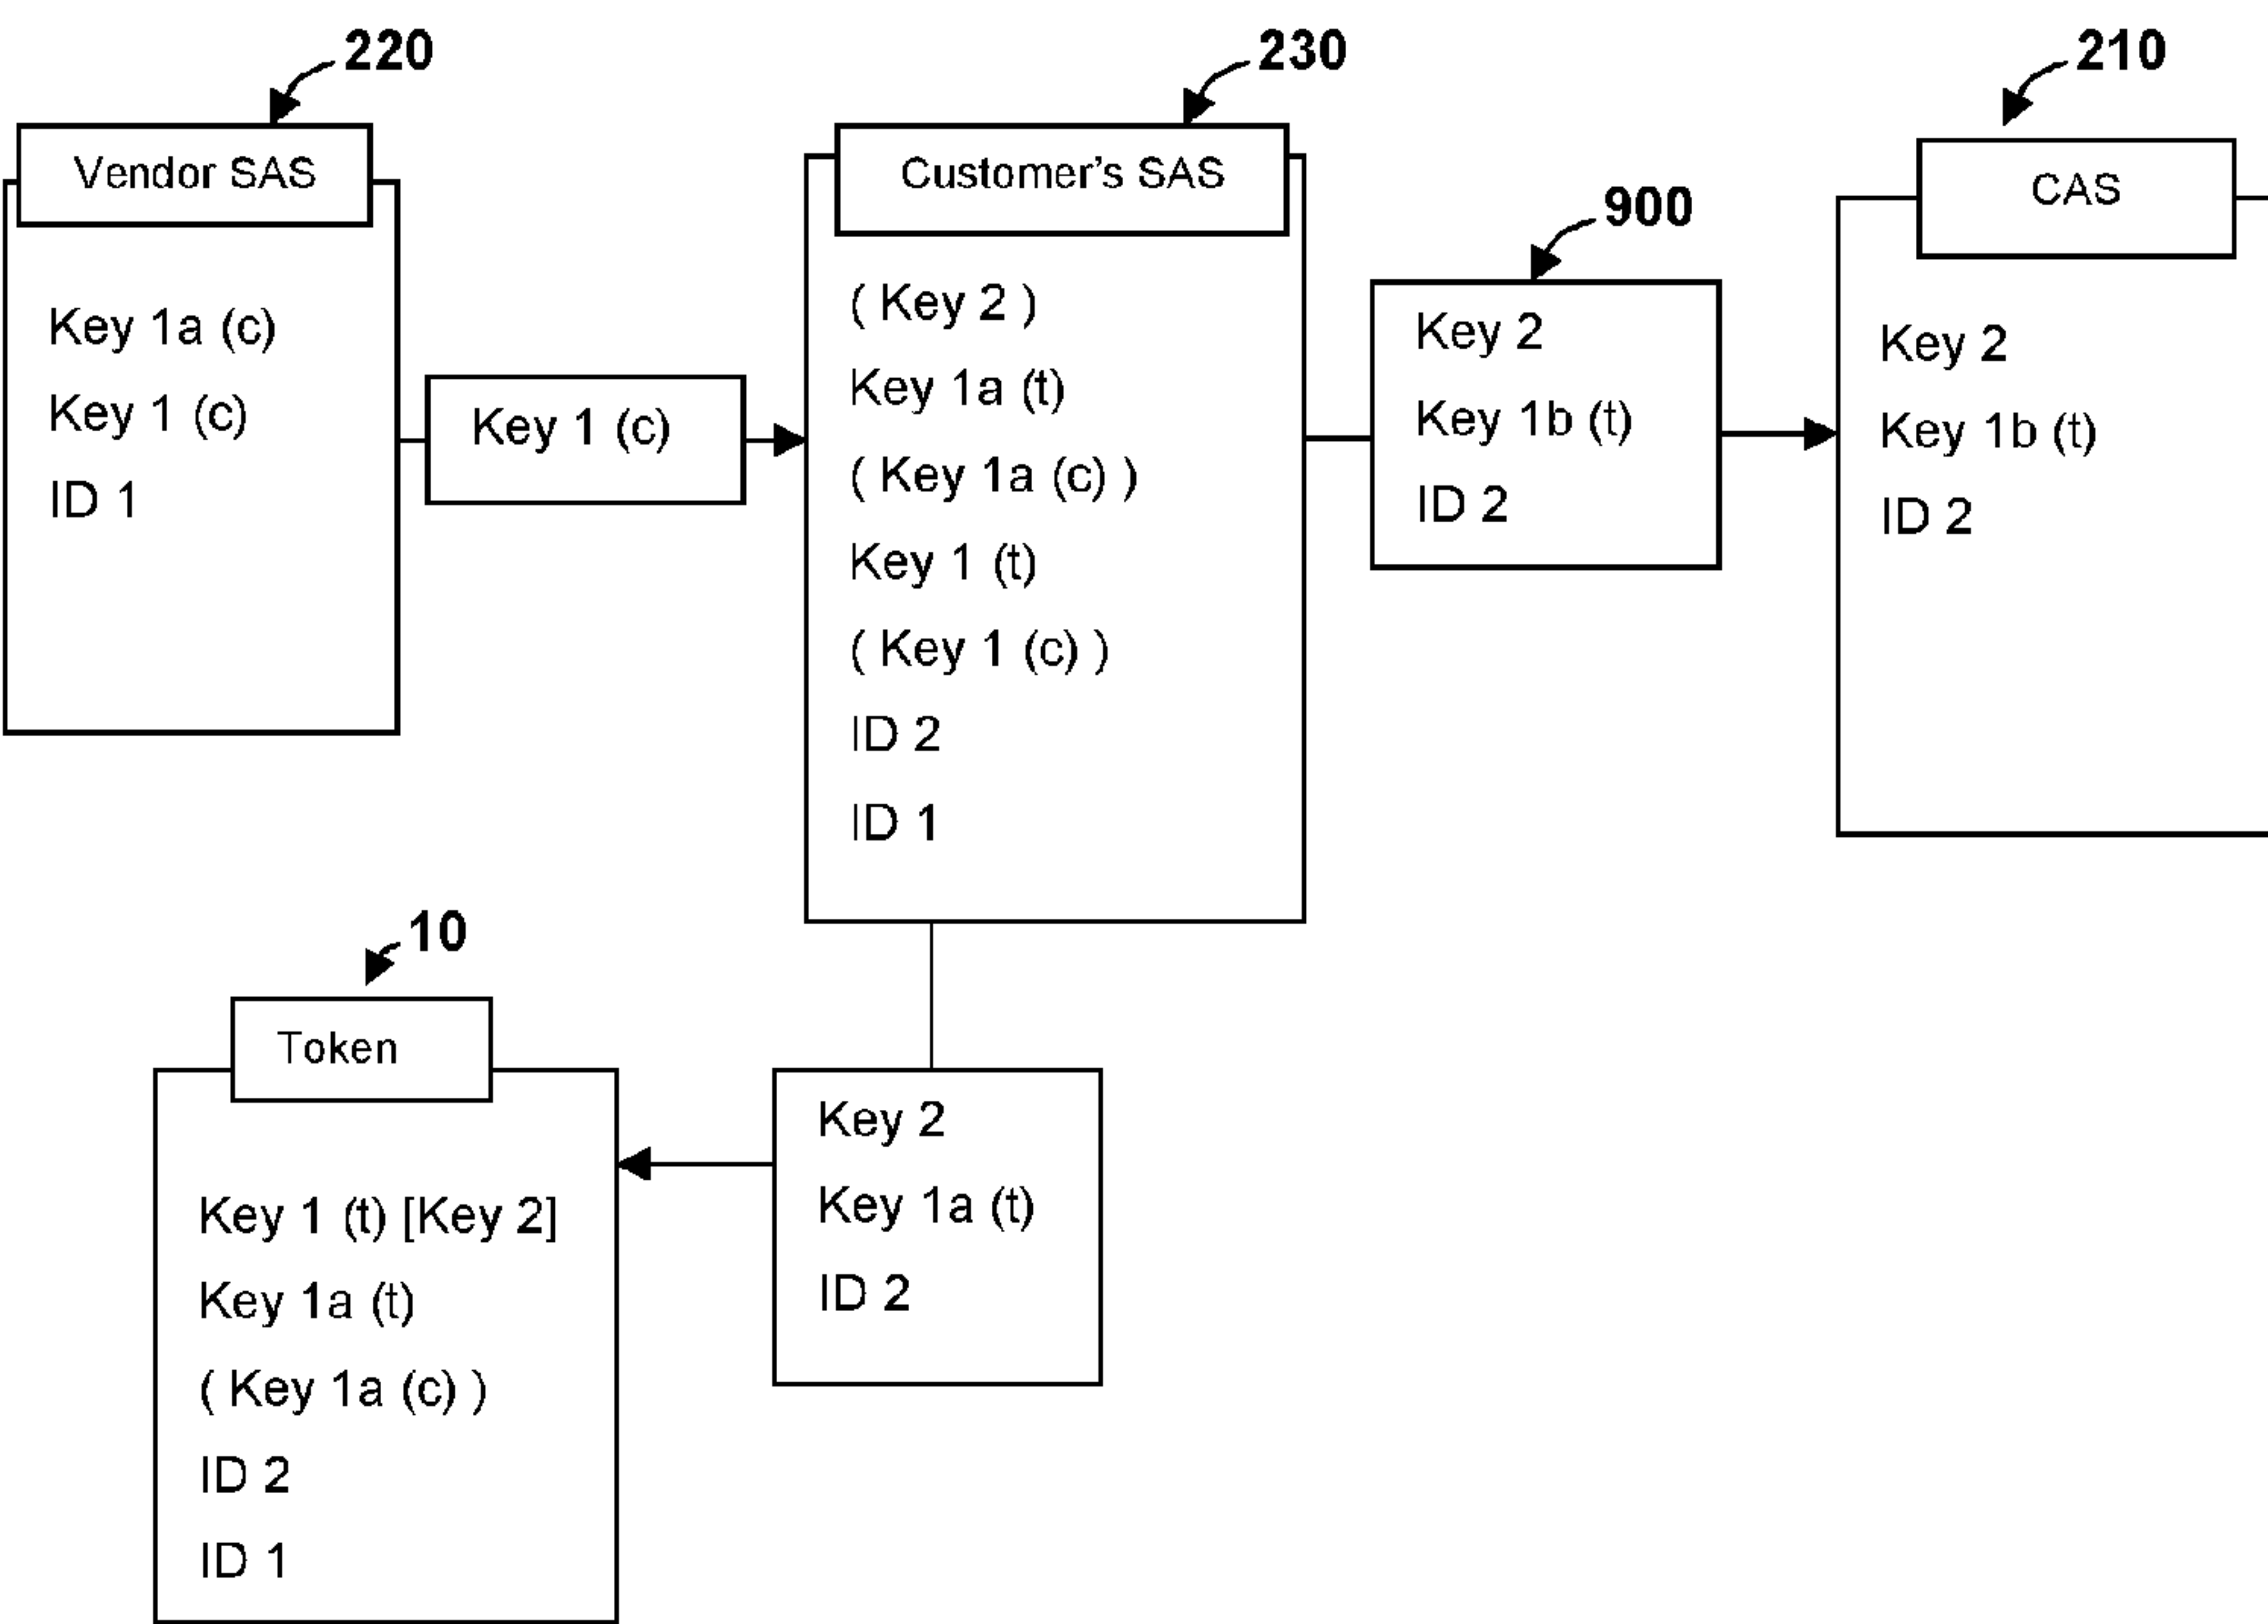 220
Vendor SAS
Key 1a (c)
Key 1 (c)
ID 1
Key 1 (c)
230
Customer's SAS
( Key 2 )
Key 1a (t)
( Key 1a (c) )
Key 1 (t)
( Key 1 (c) )
ID 2
ID 1
900
Key 2
Key 1b (t)
ID 2
210
CAS
Key 2
Key 1b (t)
ID 2
10
Token
Key 1 (t) [Key 2]
Key 1a (t)
( Key 1a (c) )
ID 2
ID 1
Key 2
Key 1a (t)
ID 2